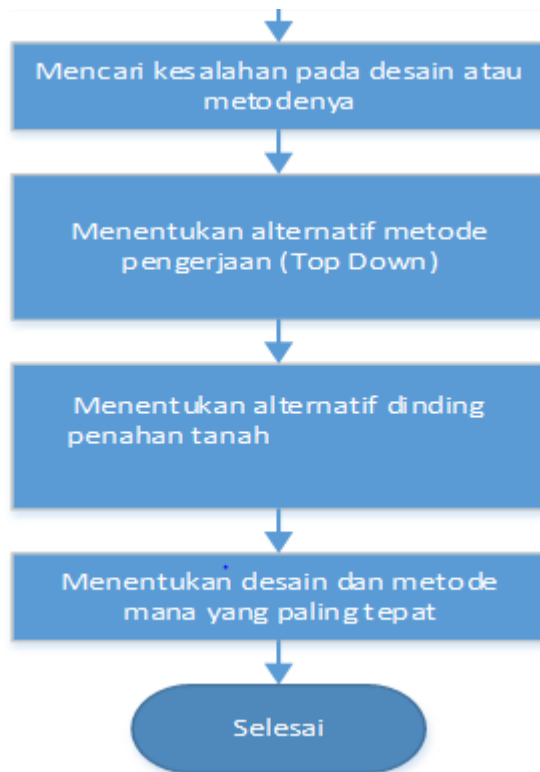 Mencari kesalahan pada desain atau
metodenya
Menentukan alternatif metode
pengerjaan (Top Down)
Menentukan alternatif dinding
penahan tanah
Menentukan desain dan metode
mana yang paling tepat
Selesai